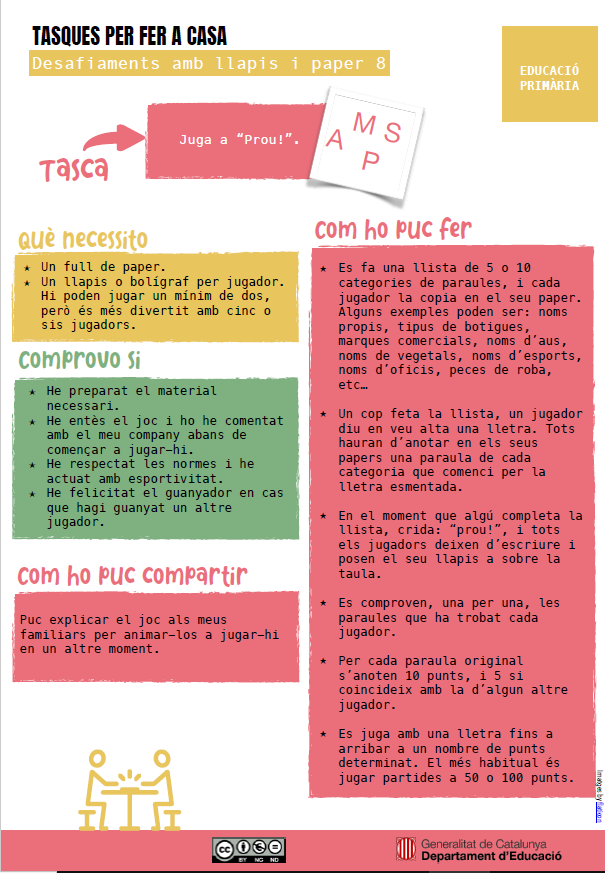 TASQUES PER FER A CASA
Desafiaments amb llapis i paper 8
EDUCACIÓ
PRIMÀRIA
Tasca
Juga a “Prou!”.
A M S
P
Què necessito
★ Un full de paper.
★ Un llapis o bolígraf per jugador.
Hi poden jugar un mínim de dos,
però és més divertit amb cinc o
sis jugadors.
Comprovo si
★ He preparat el material
necessari.
★ He entès el joc i ho he comentat
amb el meu company abans de
començar a jugar–hi.
★ He respectat les normes i he
actuat amb esportivitat.
★ He felicitat el guanyador en cas
que hagi guanyat un altre
jugador.
Com ho puc compartir
Puc explicar el joc als meus
familiars per animar–los a jugar–hi
en un altre moment.
Com ho puc fer
★ Es fa una llista de 5 o 10
categories de paraules, i cada
jugador la copia en el seu paper.
Alguns exemples poden ser: noms
propis, tipus de botigues,
marques comercials, noms d’aus,
noms de vegetals, noms d’esports,
noms d’oficis, peces de roba,
etc…
★ Un cop feta la llista, un jugador
diu en veu alta una lletra. Tots
hauran d’anotar en els seus
papers una paraula de cada
categoria que comenci per la
lletra esmentada.
★ En el moment que algú completa la
llista, crida: “prou!”, i tots
els jugadors deixen d’escriure i
posen el seu llapis a sobre la
taula.
★ Es comproven, una per una, les
paraules que ha trobat cada
jugador.
★ Per cada paraula original
s’anoten 10 punts, i 5 si
coincideix amb la d’algun altre
jugador.
★ Es juga amb una lletra fins a
arribar a un nombre de punts
determinat. El més habitual és
jugar partides a 50 o 100 punts.
Imatges by
cc
BY NC ND
Generalitat de Catalunya
Departament d’Educació